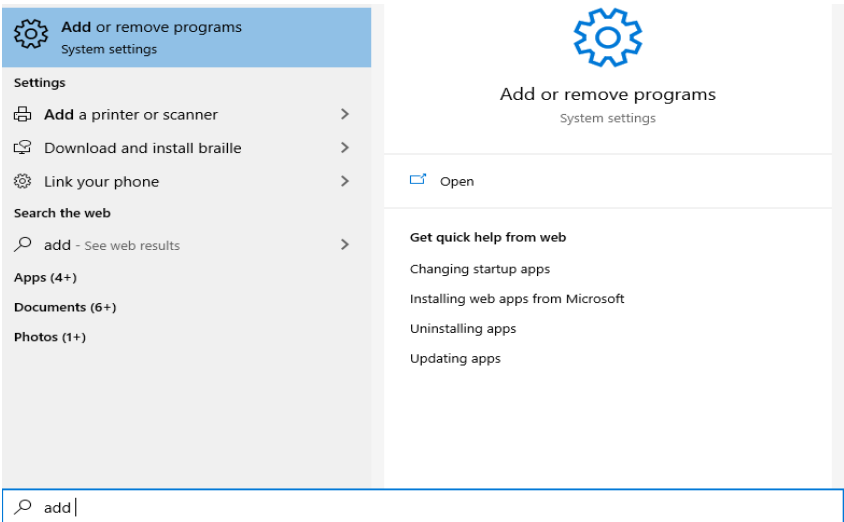 Add or remove programs
System settings
Settings
Add a printer or scanner
Download and install braille
Link your phone
Search the web
add - See web results
Apps (4+)
Documents (6+)
Photos (1+)
Add or remove programs
System settings
Open
Get quick help from web
Changing startup apps
Installing web apps from Microsoft
Uninstalling apps
Updating apps
add